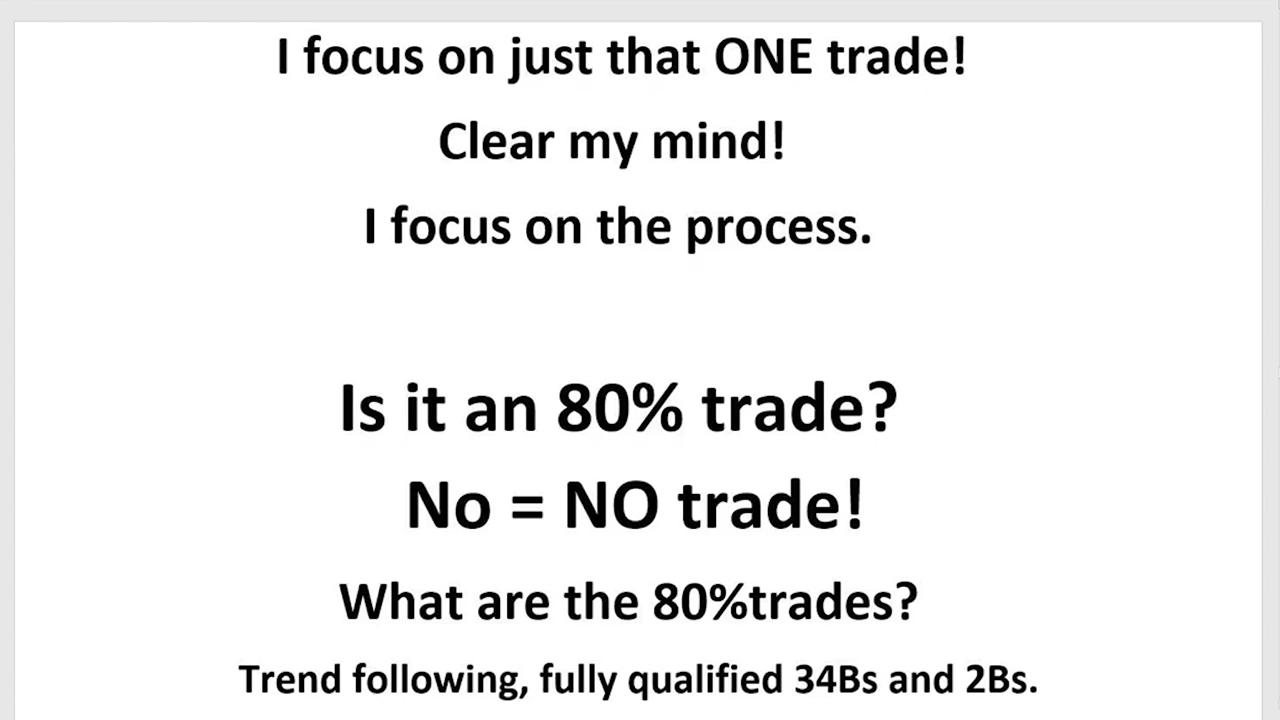 I focus on just that ONE trade!
Clear my mind!
I focus on the process.
Is it an 80% trade?
No = NO trade!
What are the 80%trades?
Trend following, fully qualified 34Bs and 2Bs.